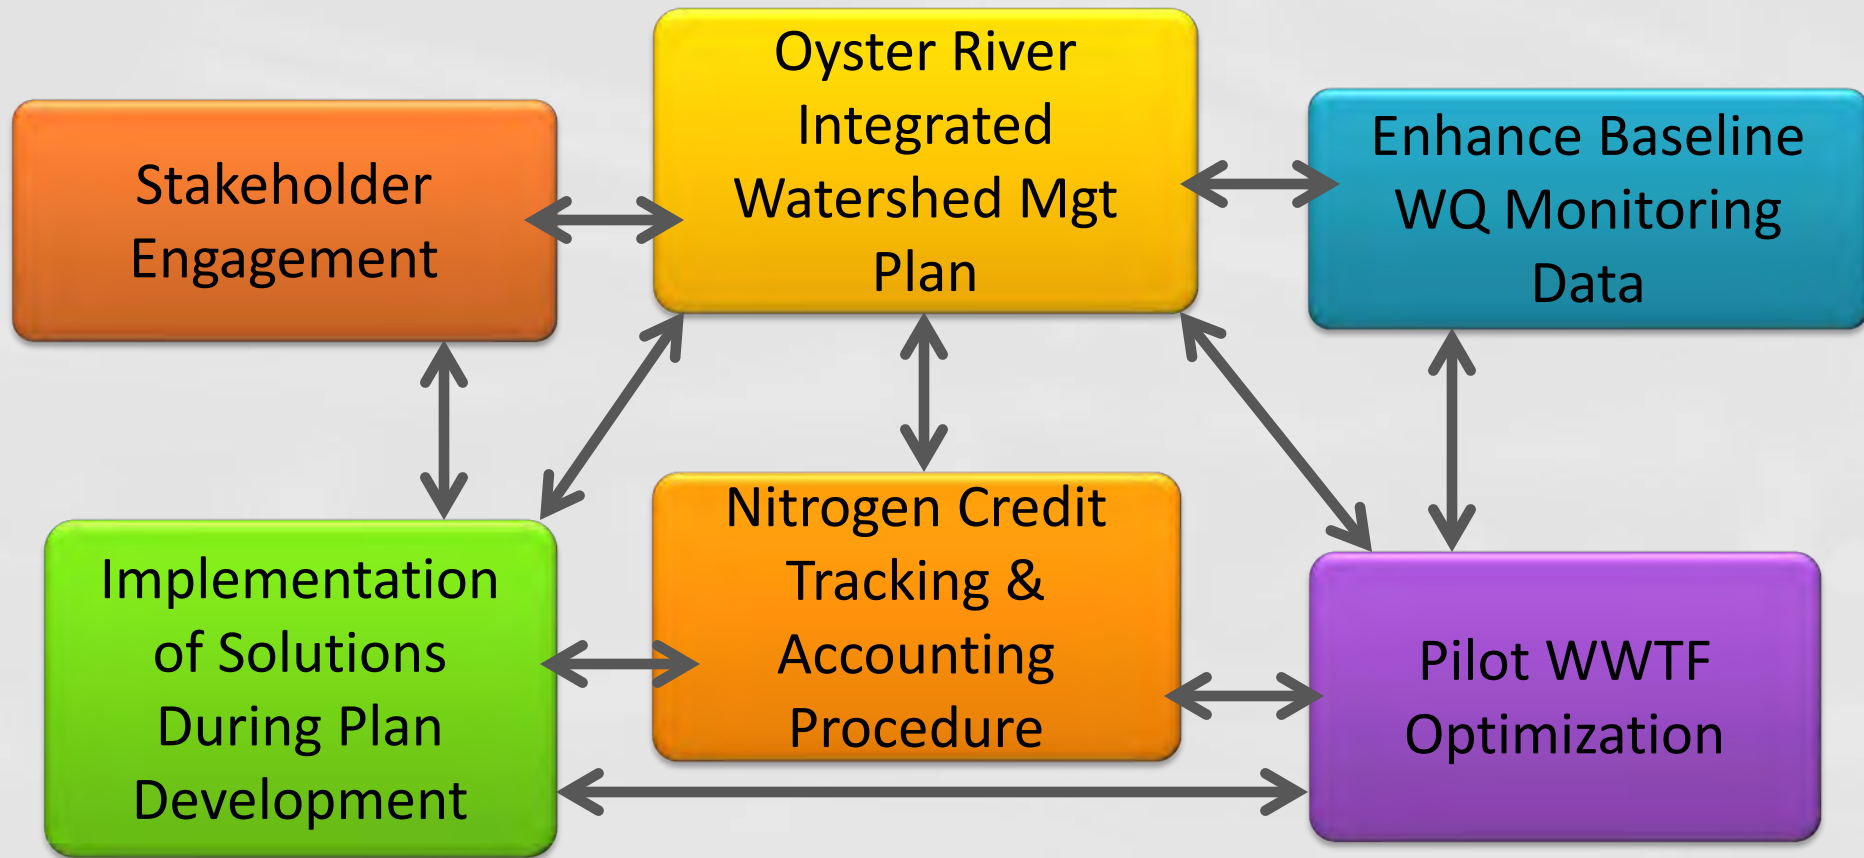 Oyster River
Integrated
Watershed Mgt
Plan
Stakeholder
Engagement
Enhance Baseline
WQ Monitoring
Data
Implementation
of Solutions
During Plan
Development
Nitrogen Credit
Tracking &
Accounting
Procedure
Pilot WWTF
Optimization